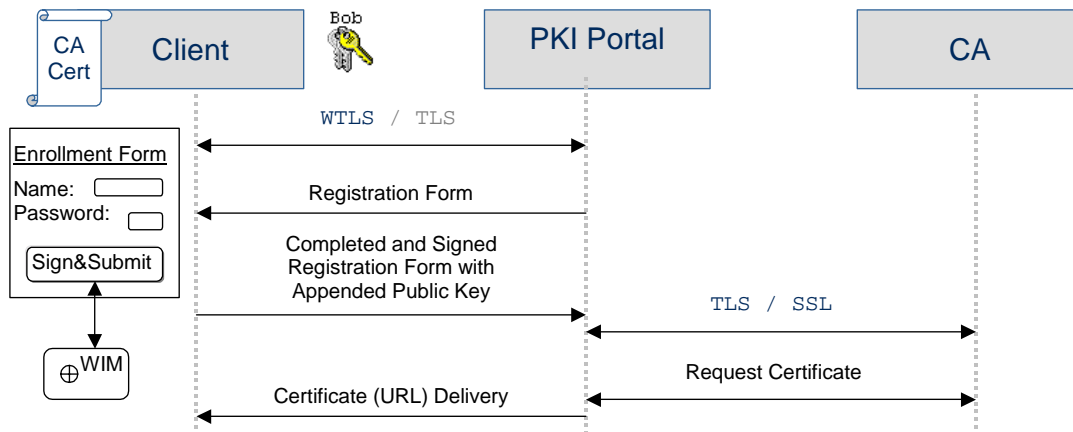 Bob
CA
Cert
Client
PKI Portal
CA
WTLS / TLS
Enrollment Form
Name:
Password:
Sign&Submit
WIM
Registration Form
Completed and Signed
Registration Form with
Appended Public Key
TLS / SSL
Request Certificate
Certificate (URL) Delivery